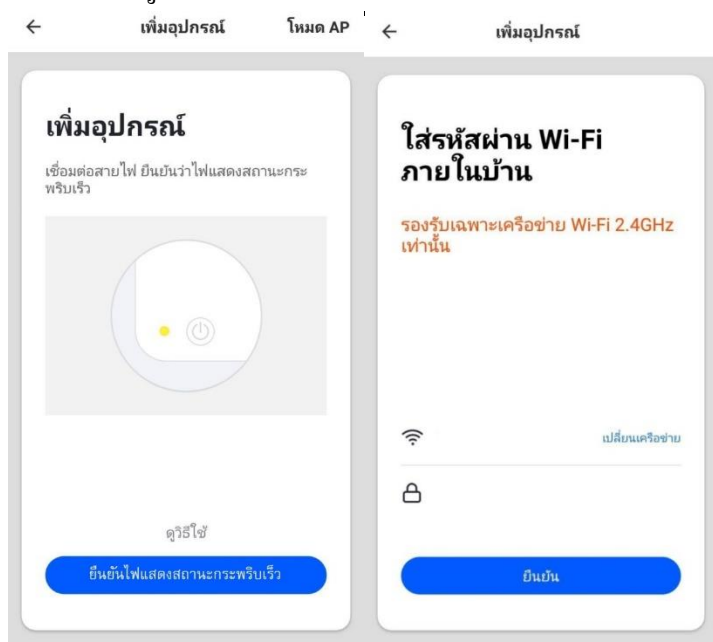 เพิ่มอุปกรณ์
โหมด AP
เพิ่มอุปกรณ์
เชื่อมต่อสายไฟ ยืนยันว่าไฟแสดงสถานะกระ
พริบเร็ว
ดูวิธีใช้
ยืนยันไฟแสดงสถานะกระพริบเร็ว
เพิ่มอุปกรณ์
ใส่รหัสผ่าน Wi-Fi
ภายในบ้าน
รองรับเฉพาะเครือข่าย Wi-Fi 2.4GHz
เท่านั้น
เปลี่ยนเครือข่าย
ยืนยัน